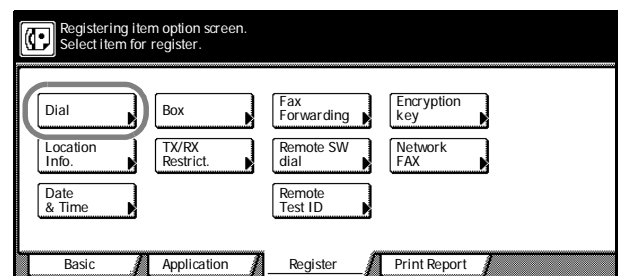 Registering item option screen.
Select item for register.
Dial
Box
Fax
Forwarding
Encryption
key
Location
Info.
TX/RX
Restrict.
Remote SW
dial
Network
FAX
Date
& Time
Remote
Test ID
Basic
Application
Register
Print Report